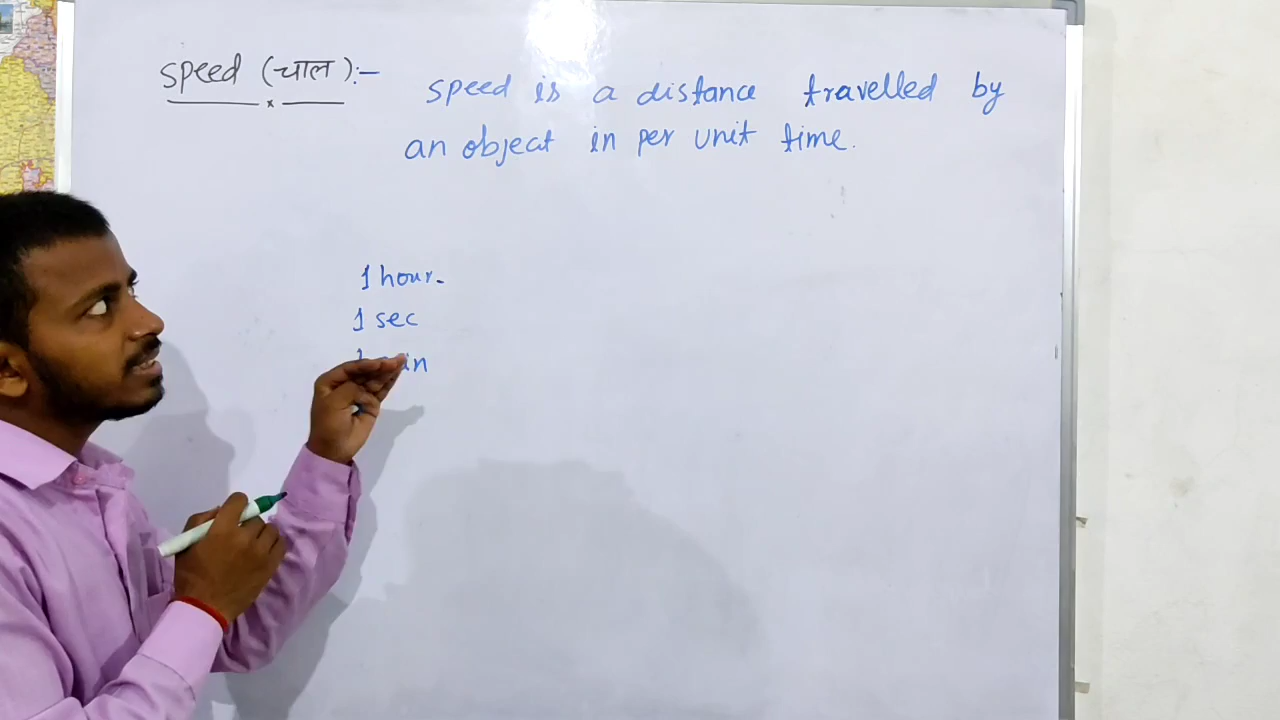 speed (चाल):-
speed is a distance travelled by
an object in per unit time.
1 hour.
1 sec